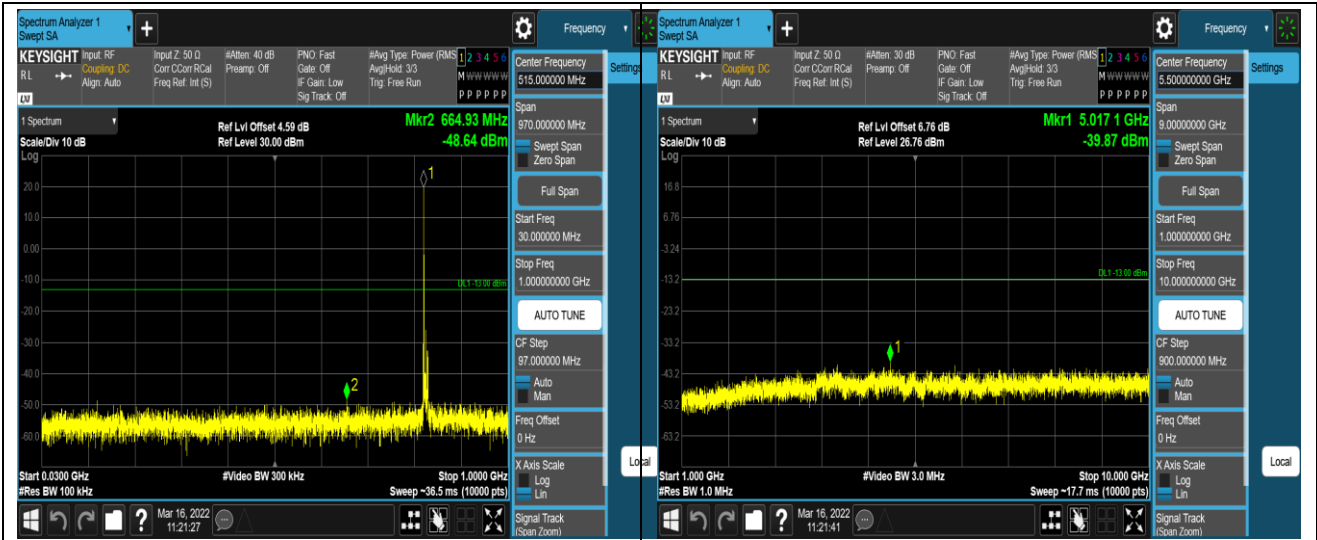 Spectrum Analyzer 1
Swept SA
+
Frequency
KEYSIGHT
Input: RF
Coupling: DC
Align: Auto
Input Z: 50 Ω
Corr CCorr RCal
Freq Ref: Int (S)
#Atten: 40 dB
Preamp: Off
PNO: Fast
Gate: Off
IF Gain: Low
Sig Track: Off
#Avg Type: Power (RMS
Avg|Hold: 3/3
Trig: Free Run
1 2 3 4 5 6
M W W W W W
P P P P P P
R L
LXI
Center Frequency
515.000000 MHz
Settings
1 Spectrum
Scale/Div 10 dB
Log
Ref Lvl Offset 4.59 dB
Ref Level 30.00 dBm
Mkr2 664.93 MHz
-48.64 dBm
Span
970.000000 MHz
Swept Span
Zero Span
Full Span
Start Freq
30.000000 MHz
Stop Freq
1.000000000 GHz
AUTO TUNE
CF Step
97.000000 MHz
Auto
Man
Freq Offset
0 Hz
X Axis Scale
Log
Lin
Signal Track
(Span Zoom)
Local
1
20.0
10.0
0.00
-10.0
DL1 -13.00 dBm
-20.0
-30.0
-40.0
2
-50.0
-60.0
Start 0.0300 GHz
#Res BW 100 kHz
#Video BW 300 kHz
Stop 1.0000 GHz
Sweep ~36.5 ms (10000 pts)
?
Mar 16, 2022
11:21:27
Spectrum Analyzer 1
Swept SA
+
Frequency
KEYSIGHT
Input: RF
Coupling: DC
Align: Auto
Input Z: 50 Ω
Corr CCorr RCal
Freq Ref: Int (S)
#Atten: 30 dB
Preamp: Off
PNO: Fast
Gate: Off
IF Gain: Low
Sig Track: Off
#Avg Type: Power (RMS
Avg|Hold: 3/3
Trig: Free Run
1 2 3 4 5 6
M W W W W W
P P P P P P
R L
LXI
Center Frequency
5.500000000 GHz
Settings
1 Spectrum
Scale/Div 10 dB
Log
Ref Lvl Offset 6.76 dB
Ref Level 26.76 dBm
Mkr1 5.017 1 GHz
-39.87 dBm
Span
9.00000000 GHz
Swept Span
Zero Span
Full Span
Start Freq
1.000000000 GHz
Stop Freq
10.000000000 GHz
AUTO TUNE
CF Step
900.000000 MHz
Auto
Man
Freq Offset
0 Hz
X Axis Scale
Log
Lin
Signal Track
(Span Zoom)
Local
16.8
6.76
-3.24
-13.2
DL1 -13.00 dBm
-23.2
-33.2
1
-43.2
-53.2
-63.2
Start 1.000 GHz
#Res BW 1.0 MHz
#Video BW 3.0 MHz
Stop 10.000 GHz
Sweep ~17.7 ms (10000 pts)
?
Mar 16, 2022
11:21:41